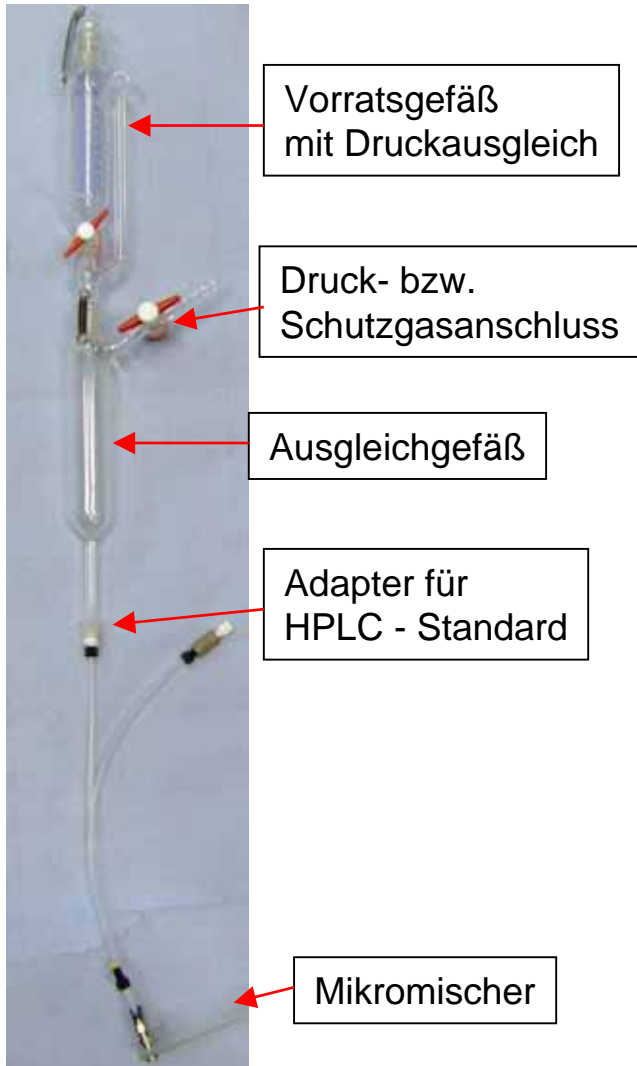 Vorratsgefäß
mit Druckausgleich
Druck- bzw.
Schutzgasanschluss
Ausgleichgefäß
Adapter für
HPLC - Standard
Mikromischer